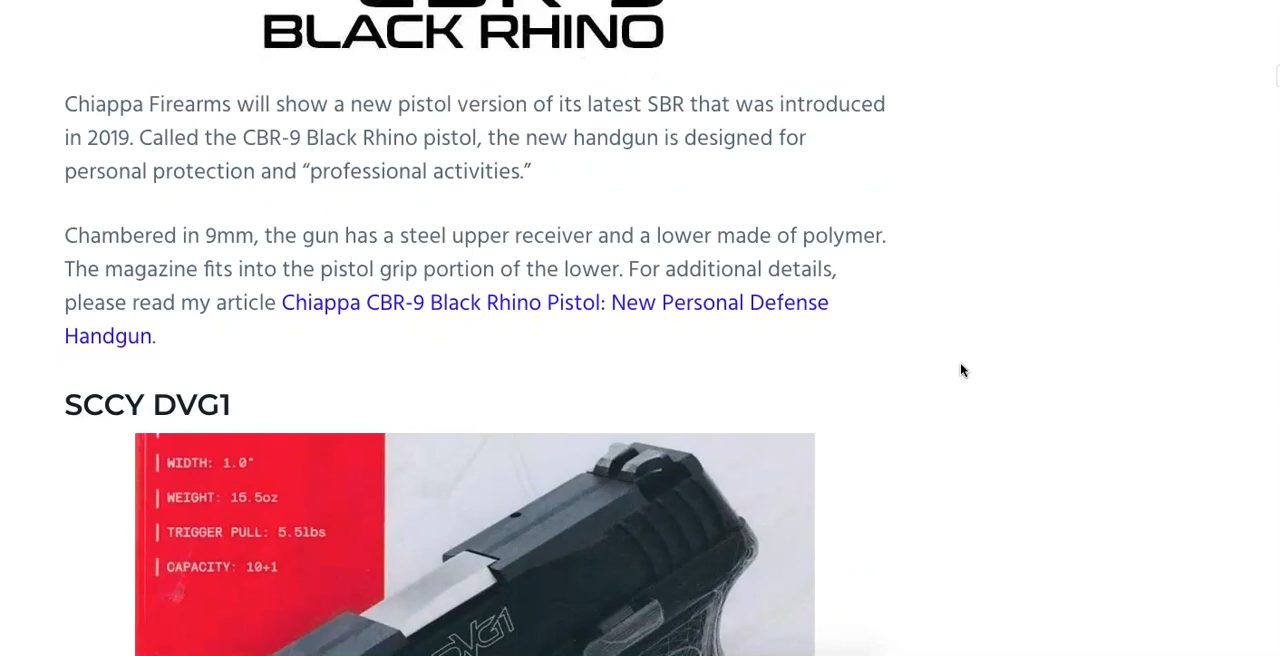 BLACK RHINO
Chiappa Firearms will show a new pistol version of its latest SBR that was introduced
in 2019. Called the CBR-9 Black Rhino pistol, the new handgun is designed for
personal protection and “professional activities.”
Chambered in 9mm, the gun has a steel upper receiver and a lower made of polymer.
The magazine fits into the pistol grip portion of the lower. For additional details,
please read my article Chiappa CBR-9 Black Rhino Pistol: New Personal Defense
Handgun.
SCCY DVG1
WIDTH: 1.0"
WEIGHT: 15.5oz
TRIGGER PULL: 5.5lbs
CAPACITY: 10+1
DVG1